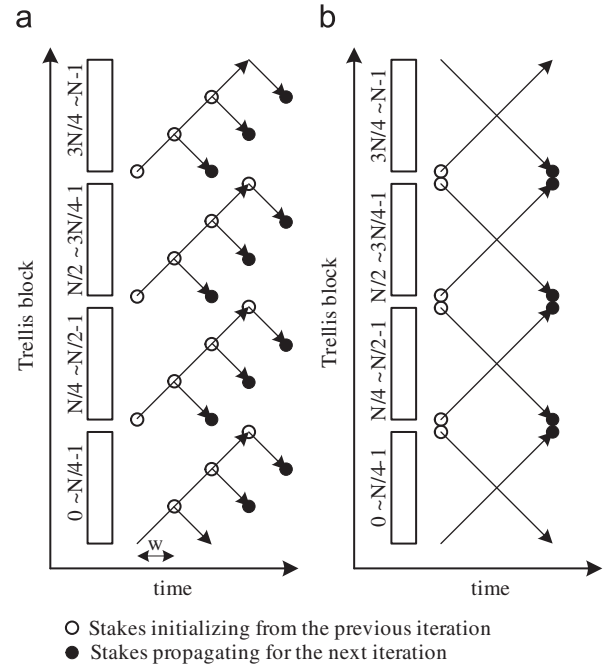 a
b
Trellis block
3N/4 ~N-1
N/2 ~3N/4-1
N/4 ~N/2-1
0 ~N/4-1
w
time
Trellis block
3N/4 ~N-1
N/2 ~3N/4-1
N/4 ~N/2-1
0 ~N/4-1
time
Stakes initializing from the previous iteration
Stakes propagating for the next iteration